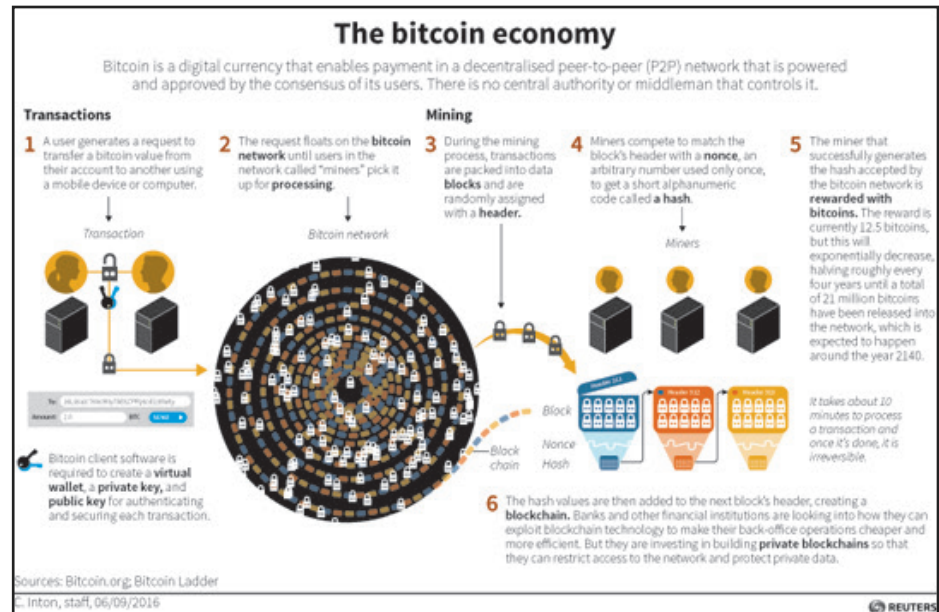 The bitcoin economy
Bitcoin is a digital currency that enables payment in a decentralised peer-to-peer (P2P) network that is powered
and approved by the consensus of its users. There is no central authority or middleman that controls it.
Transactions
1 A user generates a request to
transfer a bitcoin value from
their account to another using
a mobile device or computer.
Transaction
To:
Amount: 2.0 BTC SEND
Bitcoin client software is
required to create a virtual
wallet, a private key, and
public key for authenticating
and securing each transaction.
2 The request floats on the bitcoin
network until users in the
network called "miners" pick it
up for processing.
Bitcoin network
Mining
3 During the mining
process, transactions
are packed into data
blocks and are
randomly assigned
with a header.
4 Miners compete to match the
block's header with a nonce, an
arbitrary number used only once,
to get a short alphanumeric
code called a hash.
Miners
Block
Nonce
Hash
Block
chain
5 The miner that
successfully generates
the hash accepted by
the bitcoin network is
rewarded with
bitcoins. The reward is
currently 12.5 bitcoins,
but this will
exponentially decrease,
halving roughly every
four years until a total
of 21 million bitcoins
have been released into
the network, which is
expected to happen
around the year 2140.
It takes about 10
minutes to process
a transaction and
once it's done, it is
irreversible.
6 The hash values are then added to the next block's header, creating a
blockchain. Banks and other financial institutions are looking into how they can
exploit blockchain technology to make their back-office operations cheaper and
more efficient. But they are investing in building private blockchains so that
they can restrict access to the network and protect private data.
Sources: Bitcoin.org; Bitcoin Ladder
C. Inton, staff, 06/09/2016
REUTERS